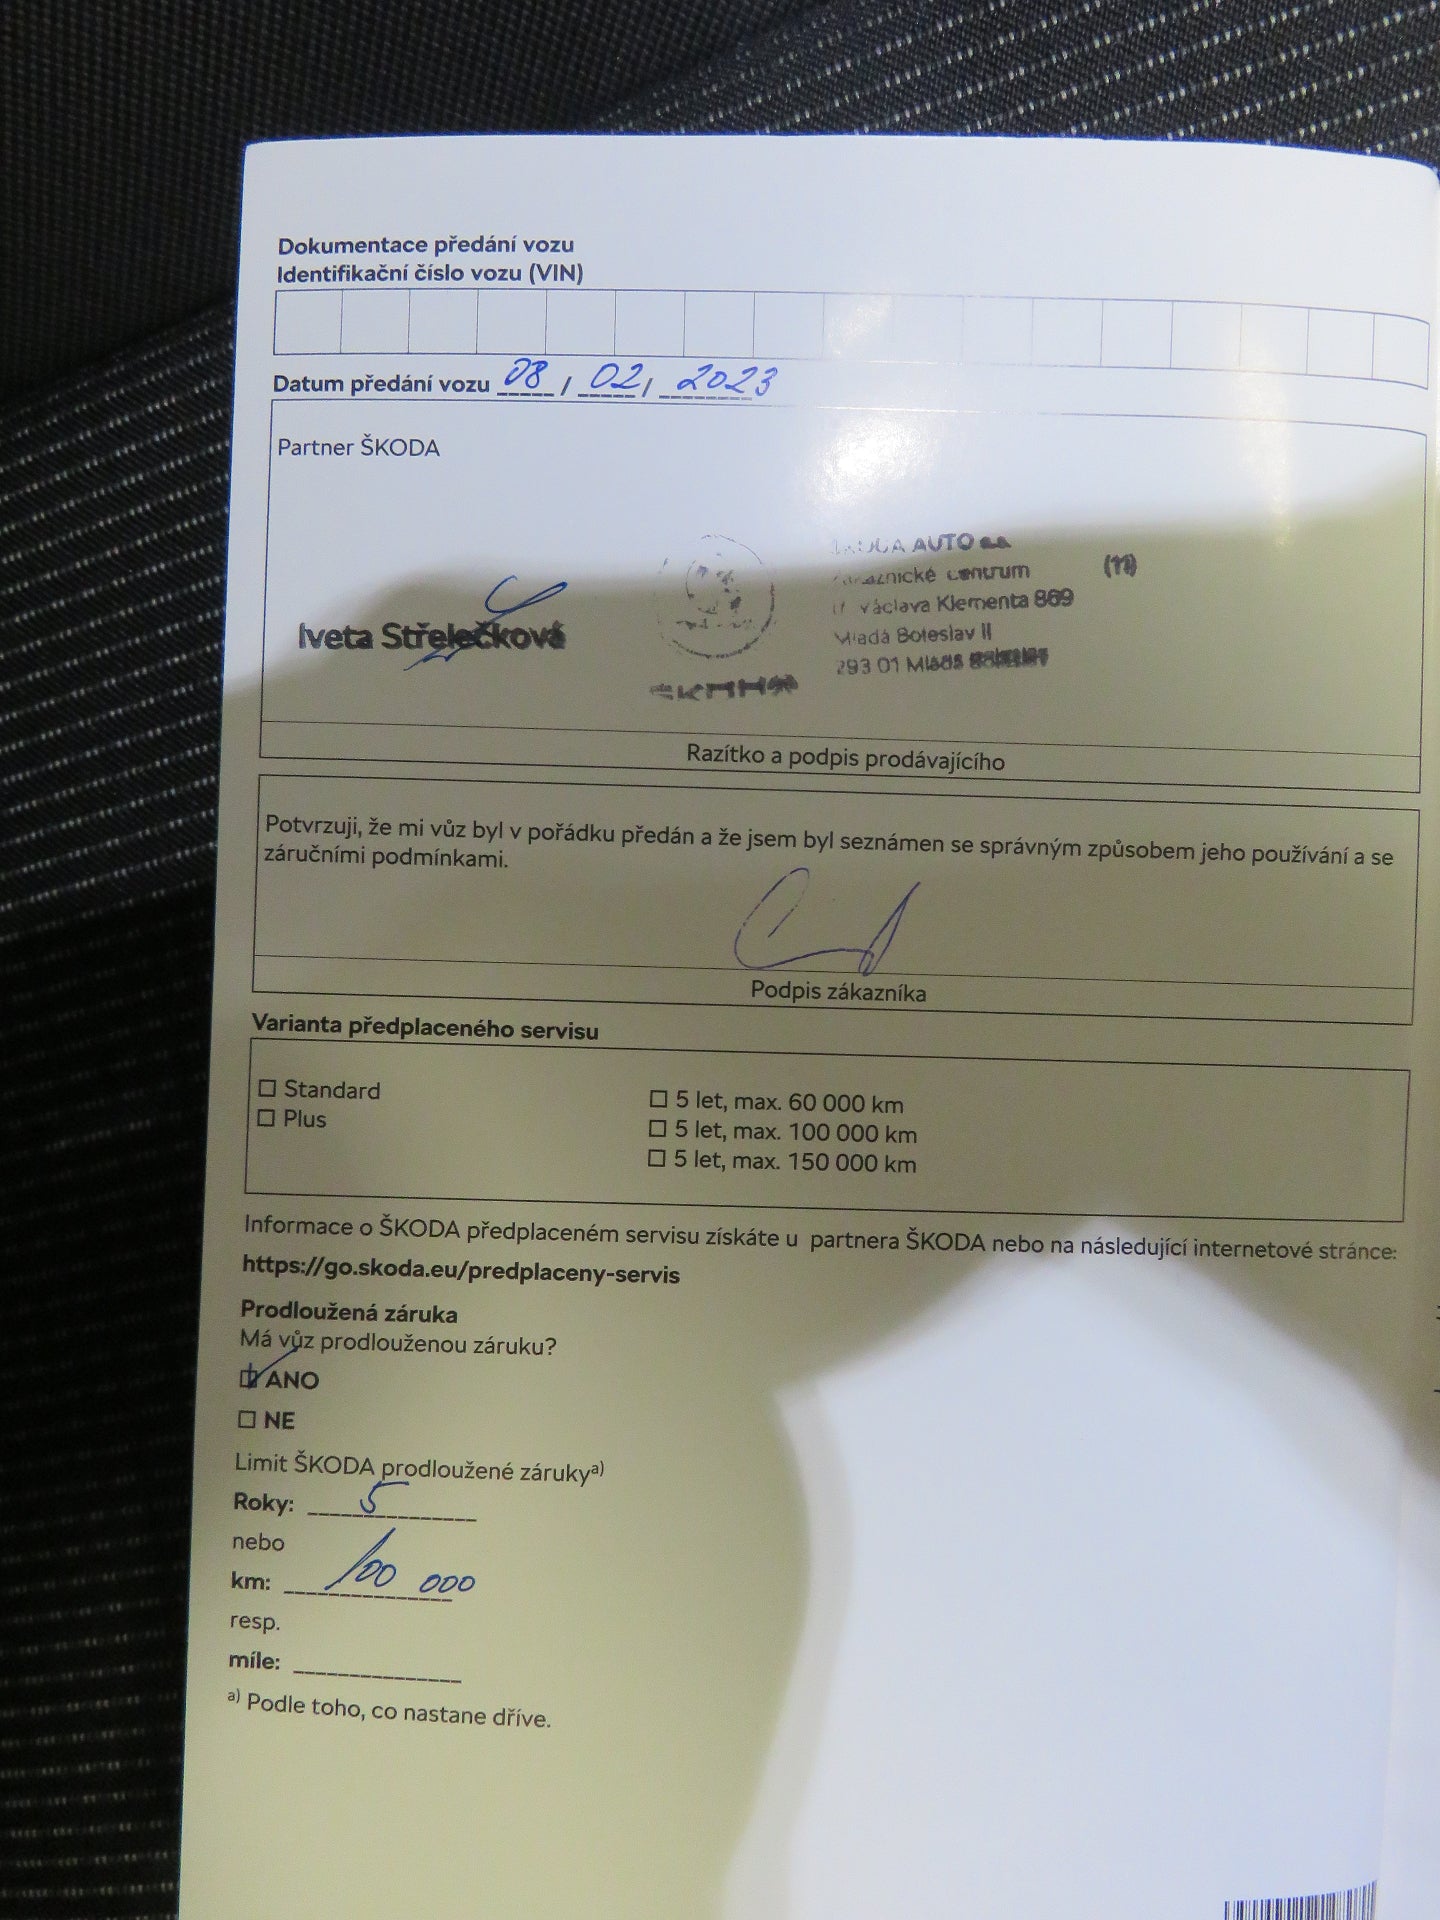 Dokumentace předání vozu
Identifikační číslo vozu (VIN)
Datum předání vozu 08 / 02 / 2023
Partner ŠKODA
AUTO a.s.
centrum (11)
Václava Klementa 869
Iveta Střelečková
Mladá Boleslav II
293 01 Mladá
Razítko a podpis prodávajícího
Potvrzuji, že mi vůz byl v pořádku předán a že jsem byl seznámen se správným způsobem jeho používání a se
záručními podmínkami.
Podpis zákazníka
Varianta předplaceného servisu
Standard
Plus
5 let, max. 60 000 km
5 let, max. 100 000 km
5 let, max. 150 000 km
Informace o ŠKODA předplaceném servisu získáte u partnera ŠKODA nebo na následující internetové stránce:
https://go.skoda.eu/predplaceny-servis
Prodloužená záruka
Má vůz prodlouženou záruku?
ANO
NE
Limit ŠKODA prodloužené záruky a)
Roky: 5
nebo
km: 100 000
resp.
míle:
a) Podle toho, co nastane dříve.